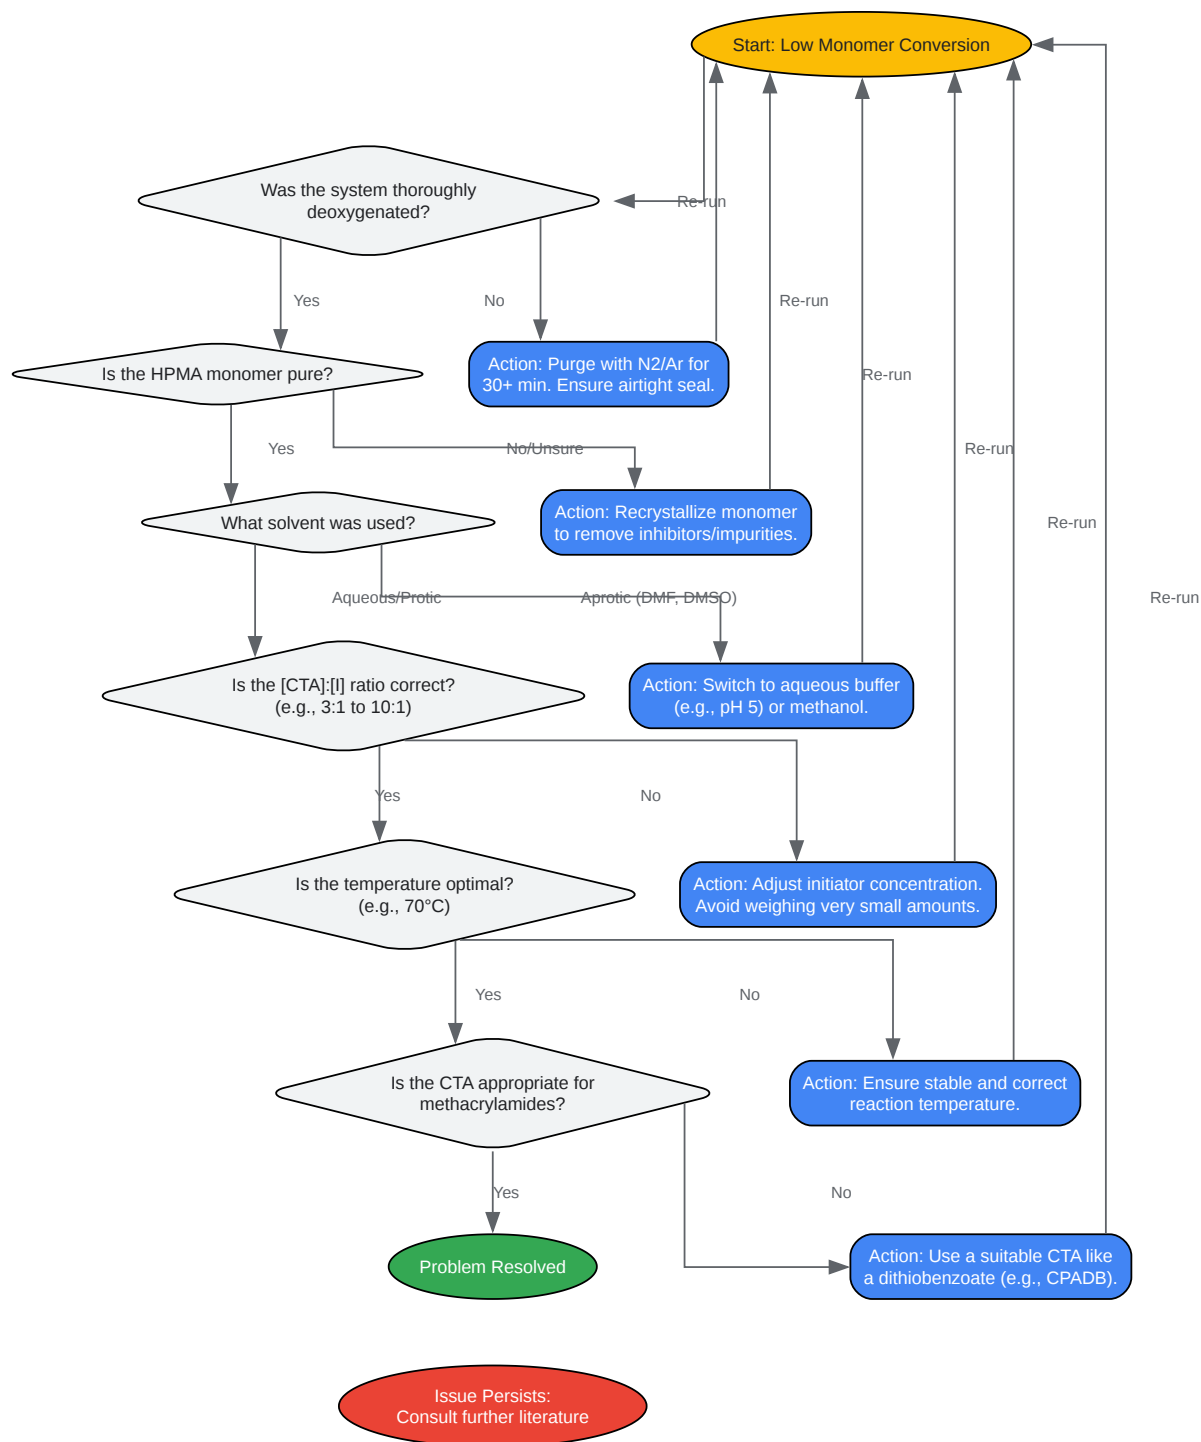 Start: Low Monomer Conversion
Was the system thoroughly
deoxygenated?
Re-run
Yes
No
Re-run
Is the HPMA monomer pure?
Action: Purge with N2/Ar for
30+ min. Ensure airtight seal.
Re-run
Yes
No/Unsure
Re-run
What solvent was used?
Action: Recrystallize monomer
to remove inhibitors/impurities.
Re-run
Aqueous/Protic
Aprotic (DMF, DMSO)
Re-run
Is the [CTA]:[I] ratio correct?
(e.g., 3:1 to 10:1)
Action: Switch to aqueous buffer
(e.g., pH 5) or methanol.
Yes
No
Is the temperature optimal?
(e.g., 70°C)
Action: Adjust initiator concentration.
Avoid weighing very small amounts.
Yes
No
Is the CTA appropriate for
methacrylamides?
Action: Ensure stable and correct
reaction temperature.
Yes
No
Problem Resolved
Action: Use a suitable CTA like
a dithiobenzoate (e.g., CPADB).
Issue Persists:
Consult further literature